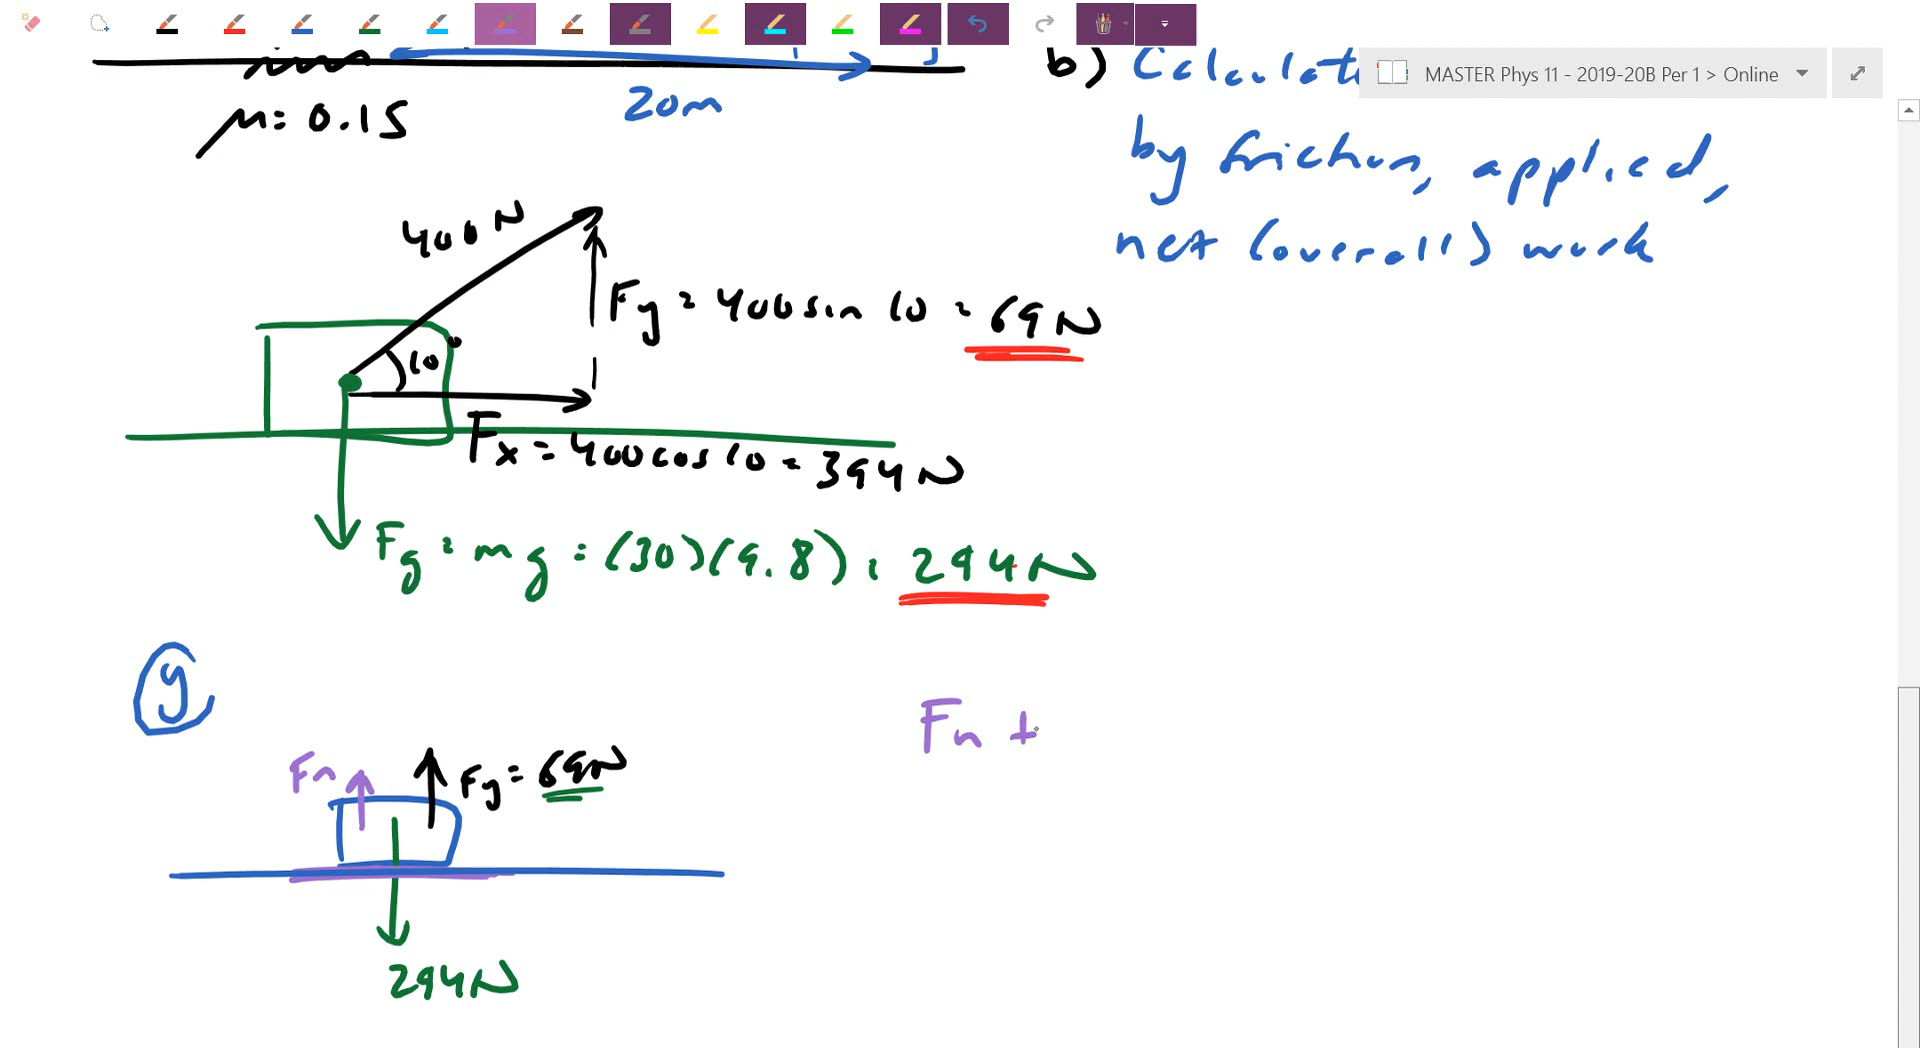 b) Calculate
MASTER Phys 11 - 2019-20B Per 1 > Online
μ = 0.15
20m
by friction, applied,
net (overall) work
400N
Fy = 400 sin 10 = 69N
10°
Fx = 400 cos 10 = 394N
Fg = mg = (30)(9.8) = 294N
y
Fn +
Fn
Fy = 69N
294N